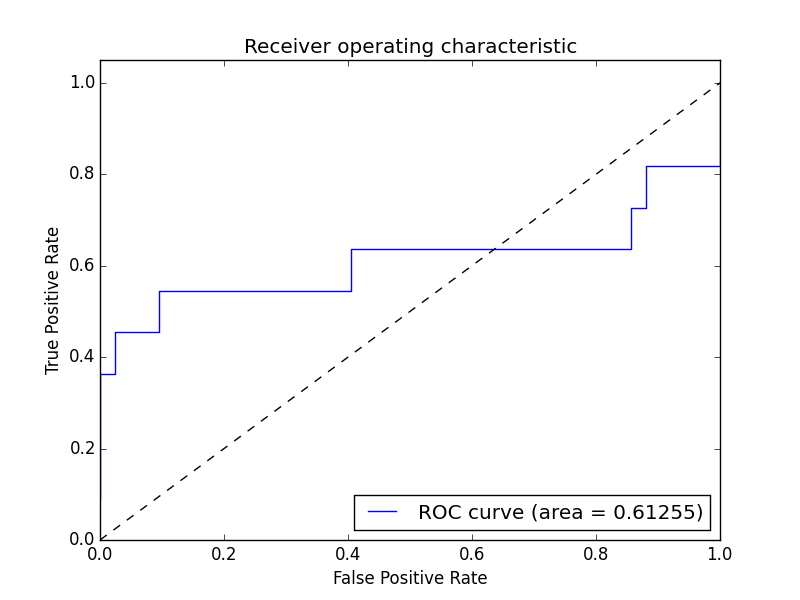 Receiver operating characteristic
1.0
0.8
0.6
0.4
0.2
0.0
True Positive Rate
ROC curve (area = 0.61255)
0.0 0.2 0.4 0.6 0.8 1.0
False Positive Rate